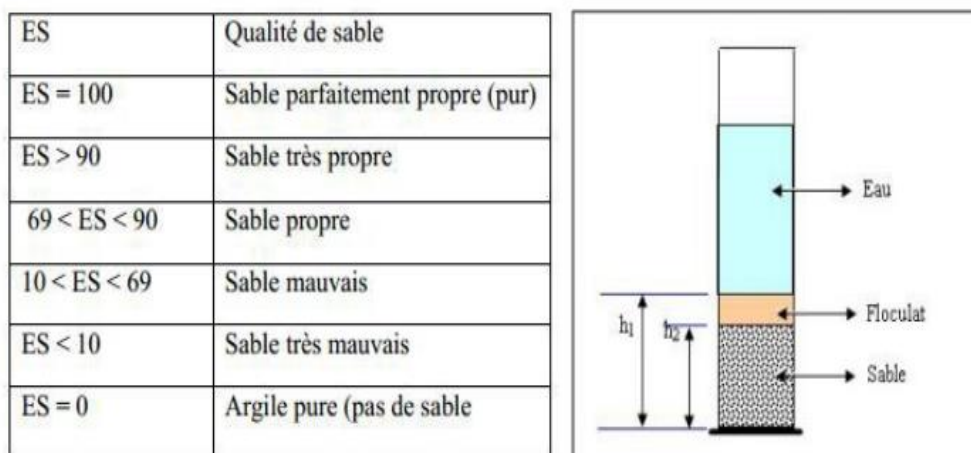 ES Qualité de sable
ES = 100 Sable parfaitement propre (pur)
ES > 90 Sable très propre
69 < ES < 90 Sable propre
10 < ES < 69 Sable mauvais
ES < 10 Sable très mauvais
ES = 0 Argile pure (pas de sable
Eau
Floculat
h1
h2
Sable